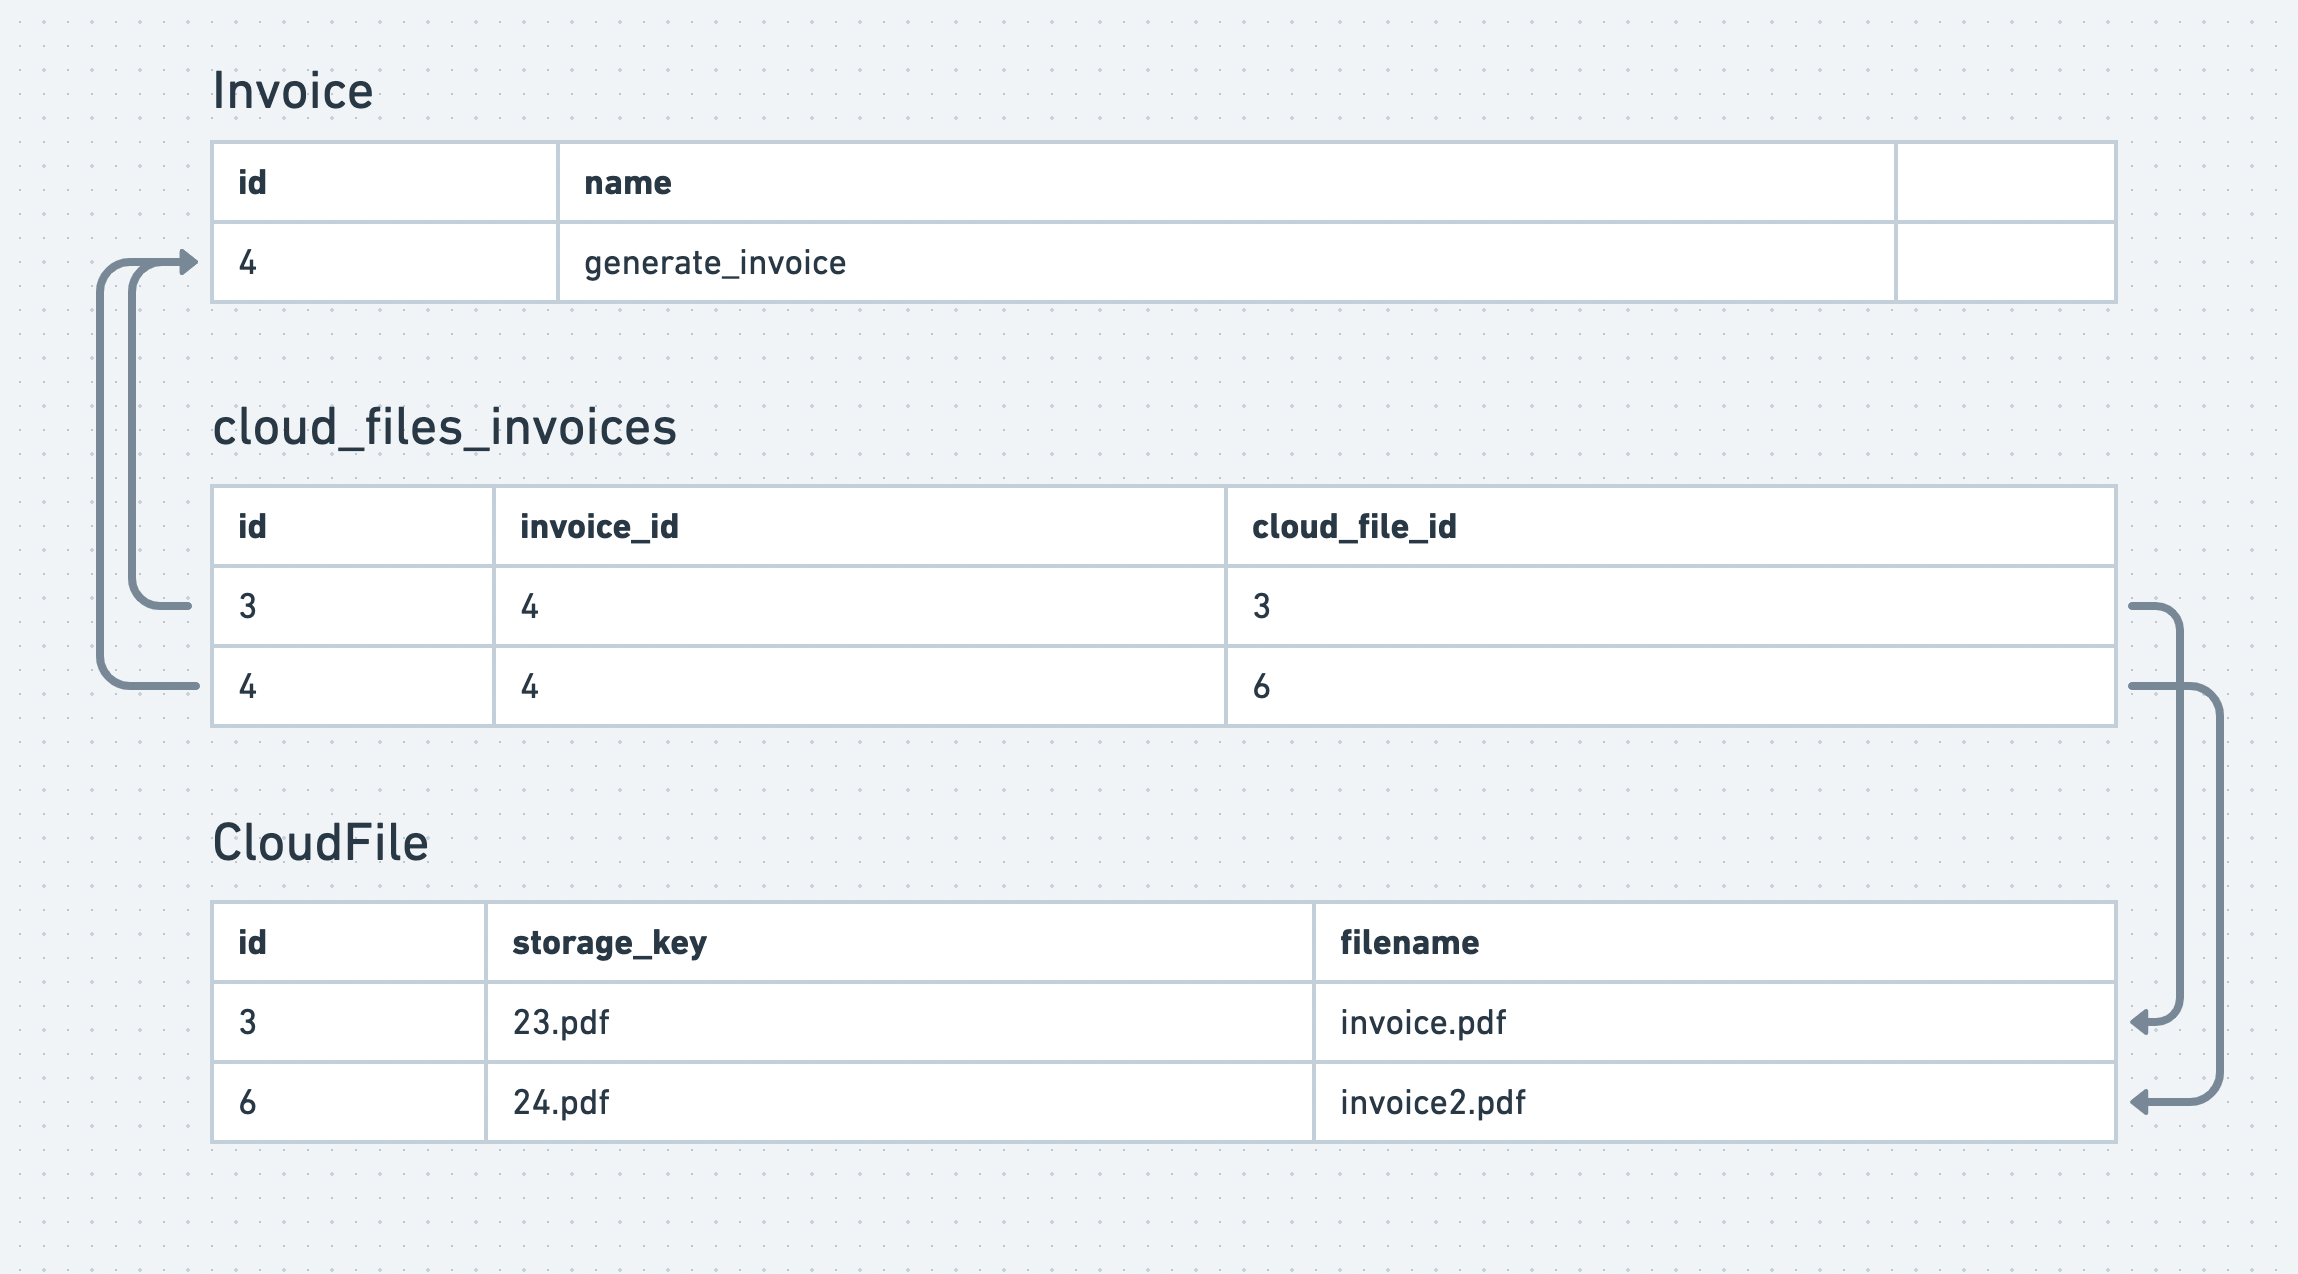 Invoice
id name
4 generate_invoice
cloud_files_invoices
id invoice_id cloud_file_id
3 4 3
4 4 6
CloudFile
id storage_key filename
3 23.pdf invoice.pdf
6 24.pdf invoice2.pdf